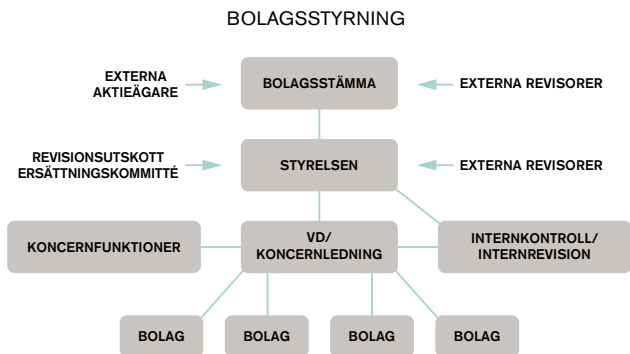 BOLAGSSTYRNING
EXTERNA
AKTIEÄGARE
BOLAGSSTÄMMA
EXTERNA REVISORER
REVISIONSUTSKOTT
ERSÄTTNINGSKOMMITTÉ
STYRELSEN
EXTERNA REVISORER
KONCERNFUNKTIONER
VD/
KONCERNLEDNING
INTERNKONTROLL/
INTERNREVISION
BOLAG
BOLAG
BOLAG
BOLAG